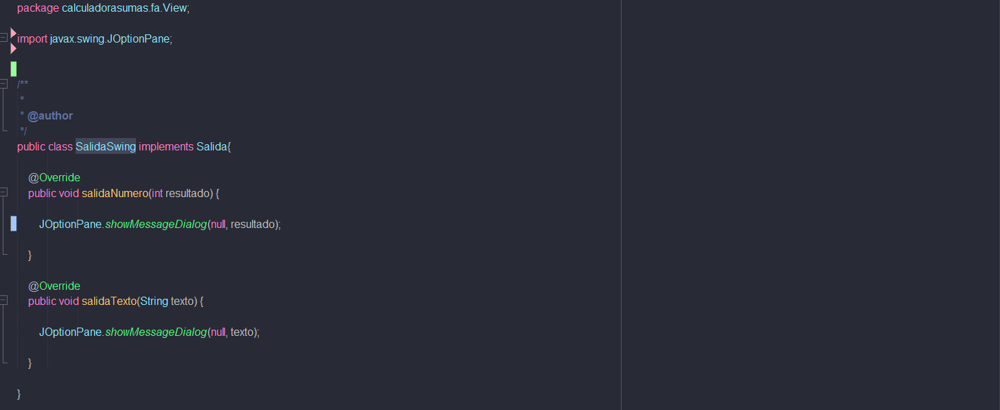 package calculadorasumas.fa.View;
import javax.swing.JOptionPane;
/**
*
* @author
*/
public class SalidaSwing implements Salida{
@Override
public void salidaNumero(int resultado) {
JOptionPane.showMessageDialog(null, resultado);
}
@Override
public void salidaTexto(String texto) {
JOptionPane.showMessageDialog(null, texto);
}
}